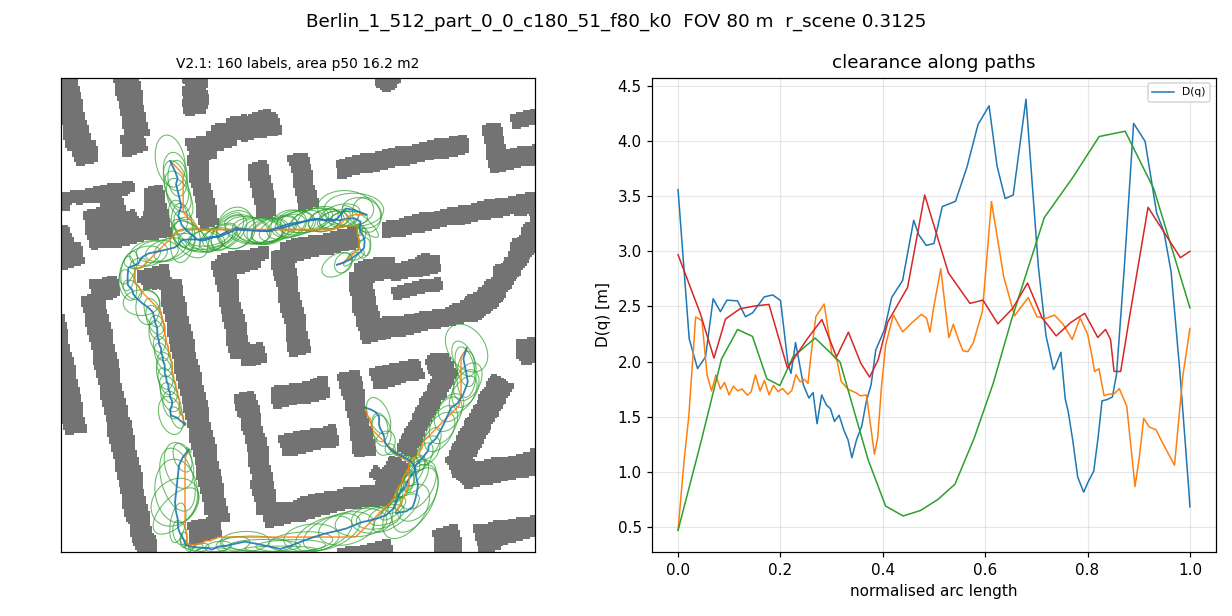 Berlin_1_512_part_0_0_c180_51_f80_k0  FOV 80 m  r_scene 0.3125
V2.1: 160 labels, area p50 16.2 m2
clearance along paths
D(q)
D(q) [m]
4.5
4.0
3.5
3.0
2.5
2.0
1.5
1.0
0.5
0.0 0.2 0.4 0.6 0.8 1.0
normalised arc length